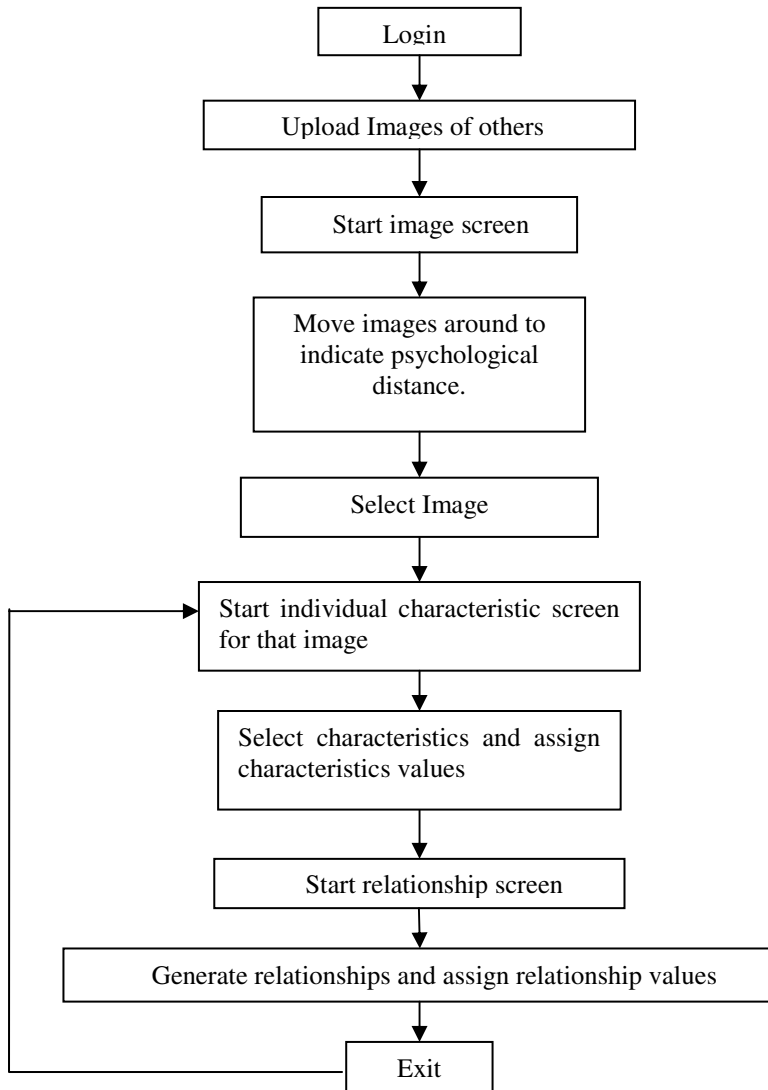 Login
Upload Images of others
Start image screen
Move images around to
indicate psychological
distance.
Select Image
Start individual characteristic screen
for that image
Select characteristics and assign
characteristics values
Start relationship screen
Generate relationships and assign relationship values
Exit